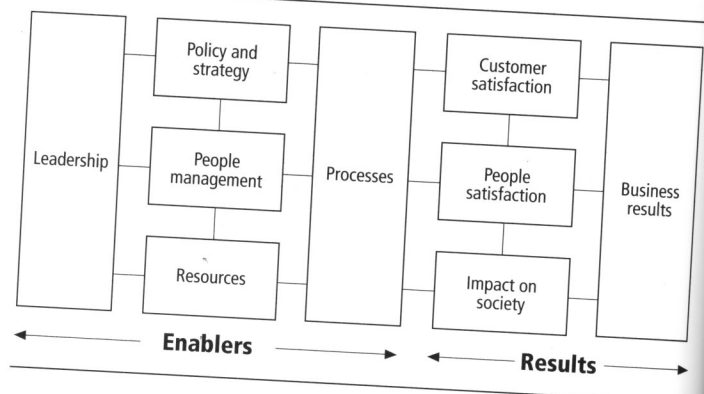 Leadership
Policy and
strategy
People
management
Resources
Processes
Customer
satisfaction
People
satisfaction
Impact on
society
Business
results
Enablers
Results